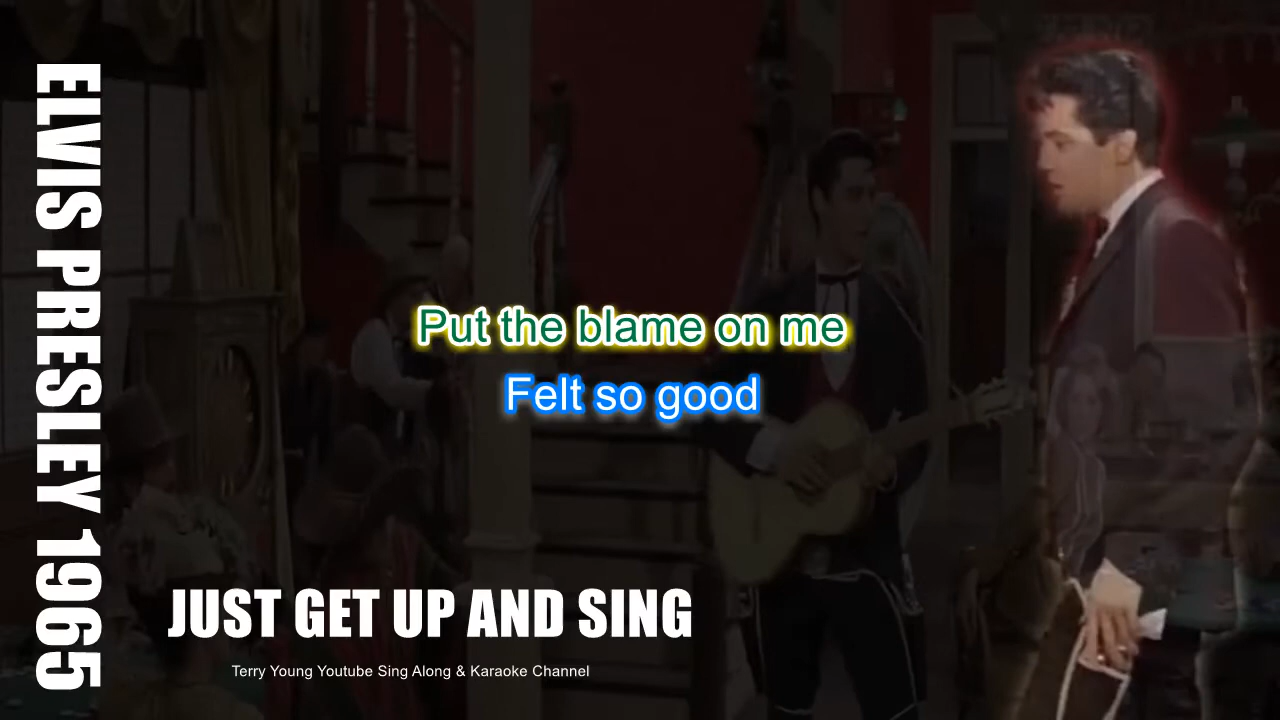 ELVIS PRESLEY 1965
Put the blame on me
Felt so good
JUST GET UP AND SING
Terry Young Youtube Sing Along & Karaoke Channel